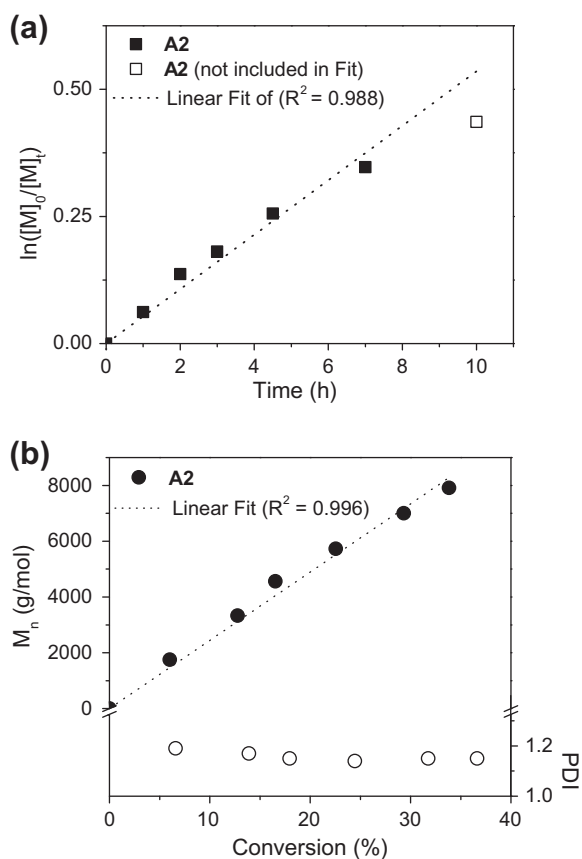 (a)
A2
A2 (not included in Fit)
Linear Fit of (R² = 0.988)
0.50
0.25
0.00
ln([M]₀/[M]ₜ)
0 2 4 6 8 10
Time (h)
(b)
A2
Linear Fit (R² = 0.996)
8000
6000
4000
2000
0
Mₙ (g/mol)
1.2
1.0
PDI
0 10 20 30 40
Conversion (%)